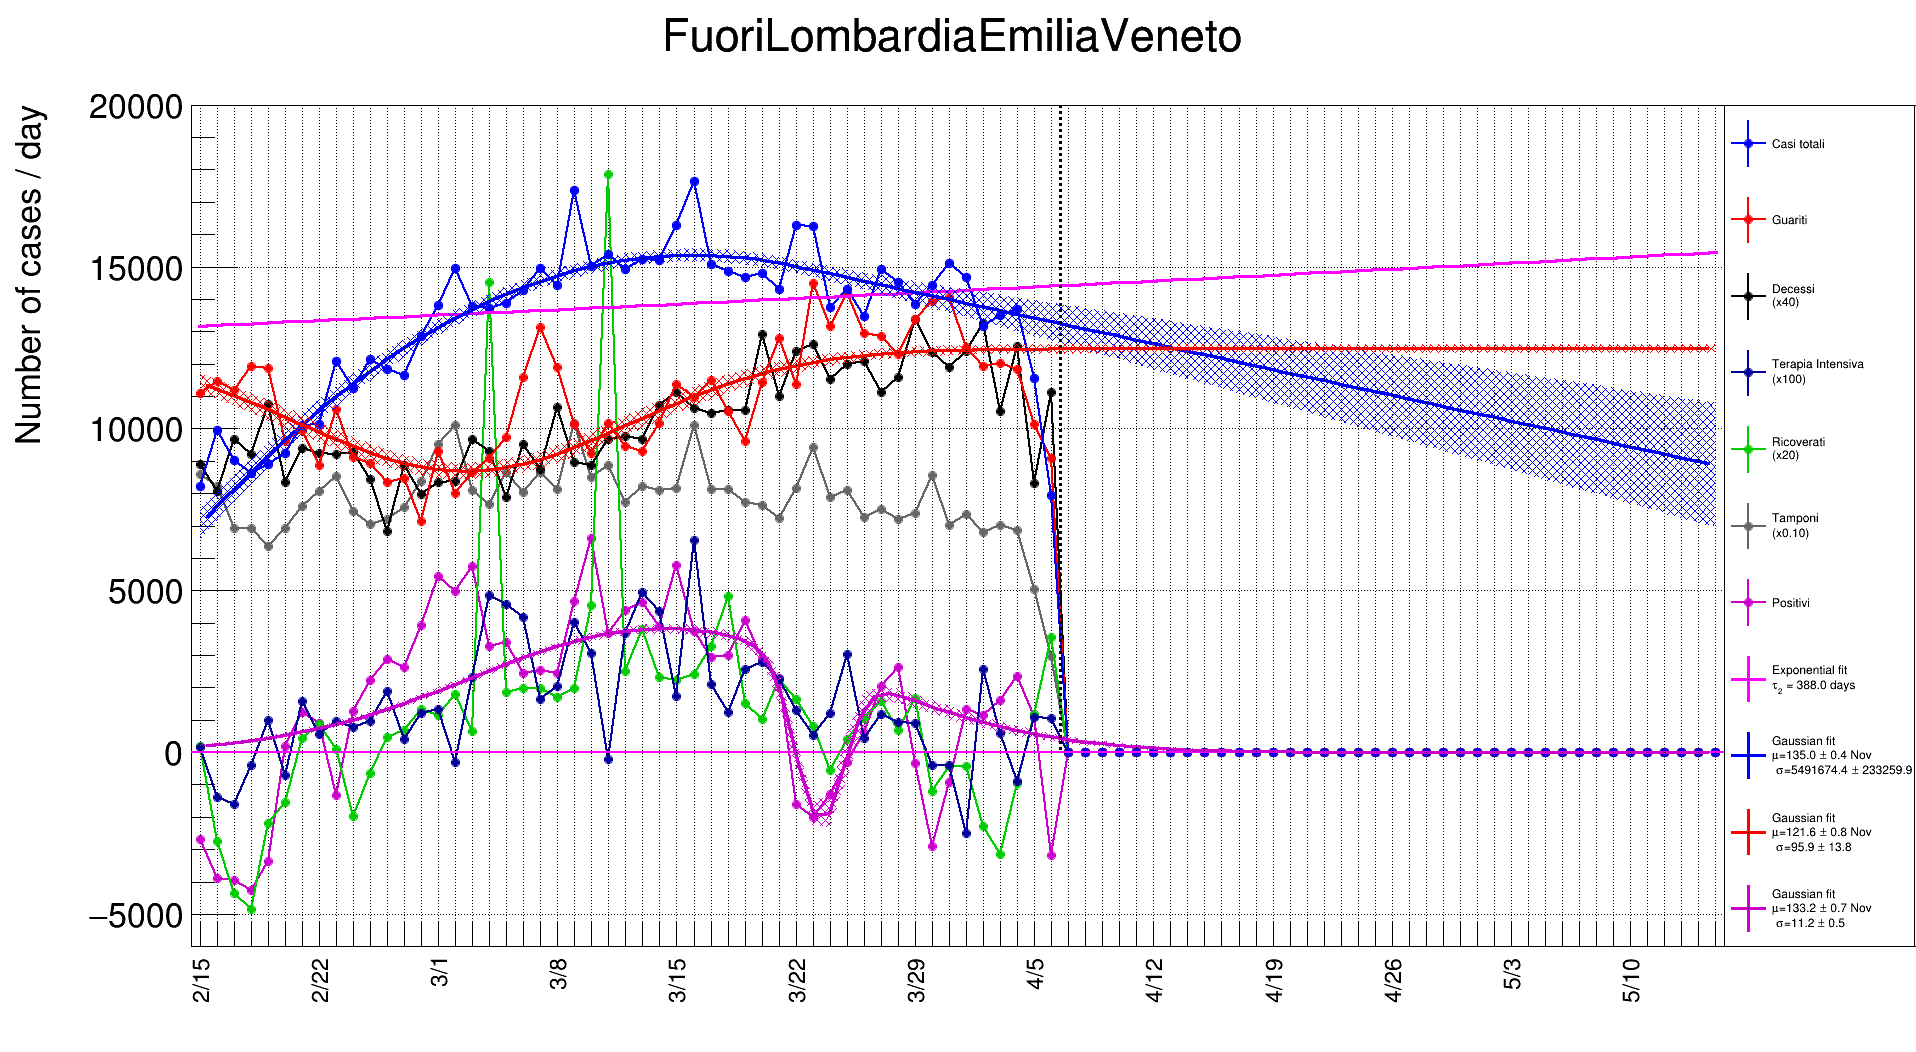 FuoriLombardiaEmiliaVeneto
Number of cases / day
20000
15000
10000
5000
0
−5000
2/15
2/22
3/1
3/8
3/15
3/22
3/29
4/5
4/12
4/19
4/26
5/3
5/10
Casi totali
Guariti
Decessi
(x40)
Terapia Intensiva
(x100)
Ricoverati
(x20)
Tamponi
(x0.10)
Positivi
Exponential fit
τ2 = 388.0 days
Gaussian fit
μ=135.0 ± 0.4 Nov
σ=5491674.4 ± 233259.9
Gaussian fit
μ=121.6 ± 0.8 Nov
σ=95.9 ± 13.8
Gaussian fit
μ=133.2 ± 0.7 Nov
σ=11.2 ± 0.5